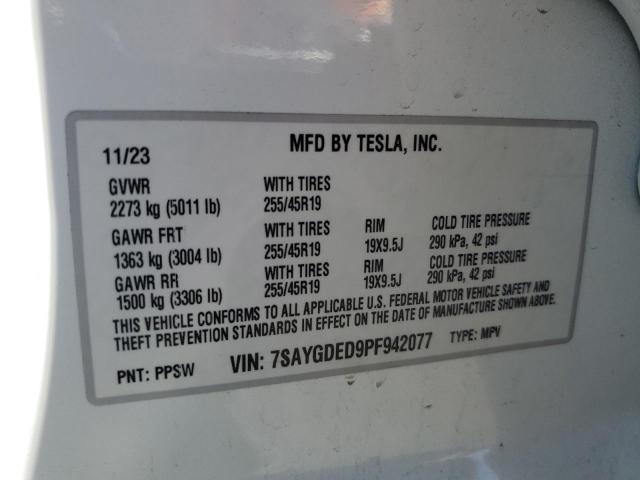 11/23 MFD BY TESLA, INC.
GVWR WITH TIRES
2273 kg (5011 lb) 255/45R19
GAWR FRT WITH TIRES RIM COLD TIRE PRESSURE
1363 kg (3004 lb) 255/45R19 19X9.5J 290 kPa, 42 psi
GAWR RR WITH TIRES RIM COLD TIRE PRESSURE
1500 kg (3306 lb) 255/45R19 19X9.5J 290 kPa, 42 psi
THIS VEHICLE CONFORMS TO ALL APPLICABLE U.S. FEDERAL MOTOR VEHICLE SAFETY AND
THEFT PREVENTION STANDARDS IN EFFECT ON THE DATE OF MANUFACTURE SHOWN ABOVE.
PNT: PPSW VIN: 7SAYGDED9PF942077 TYPE: MPV